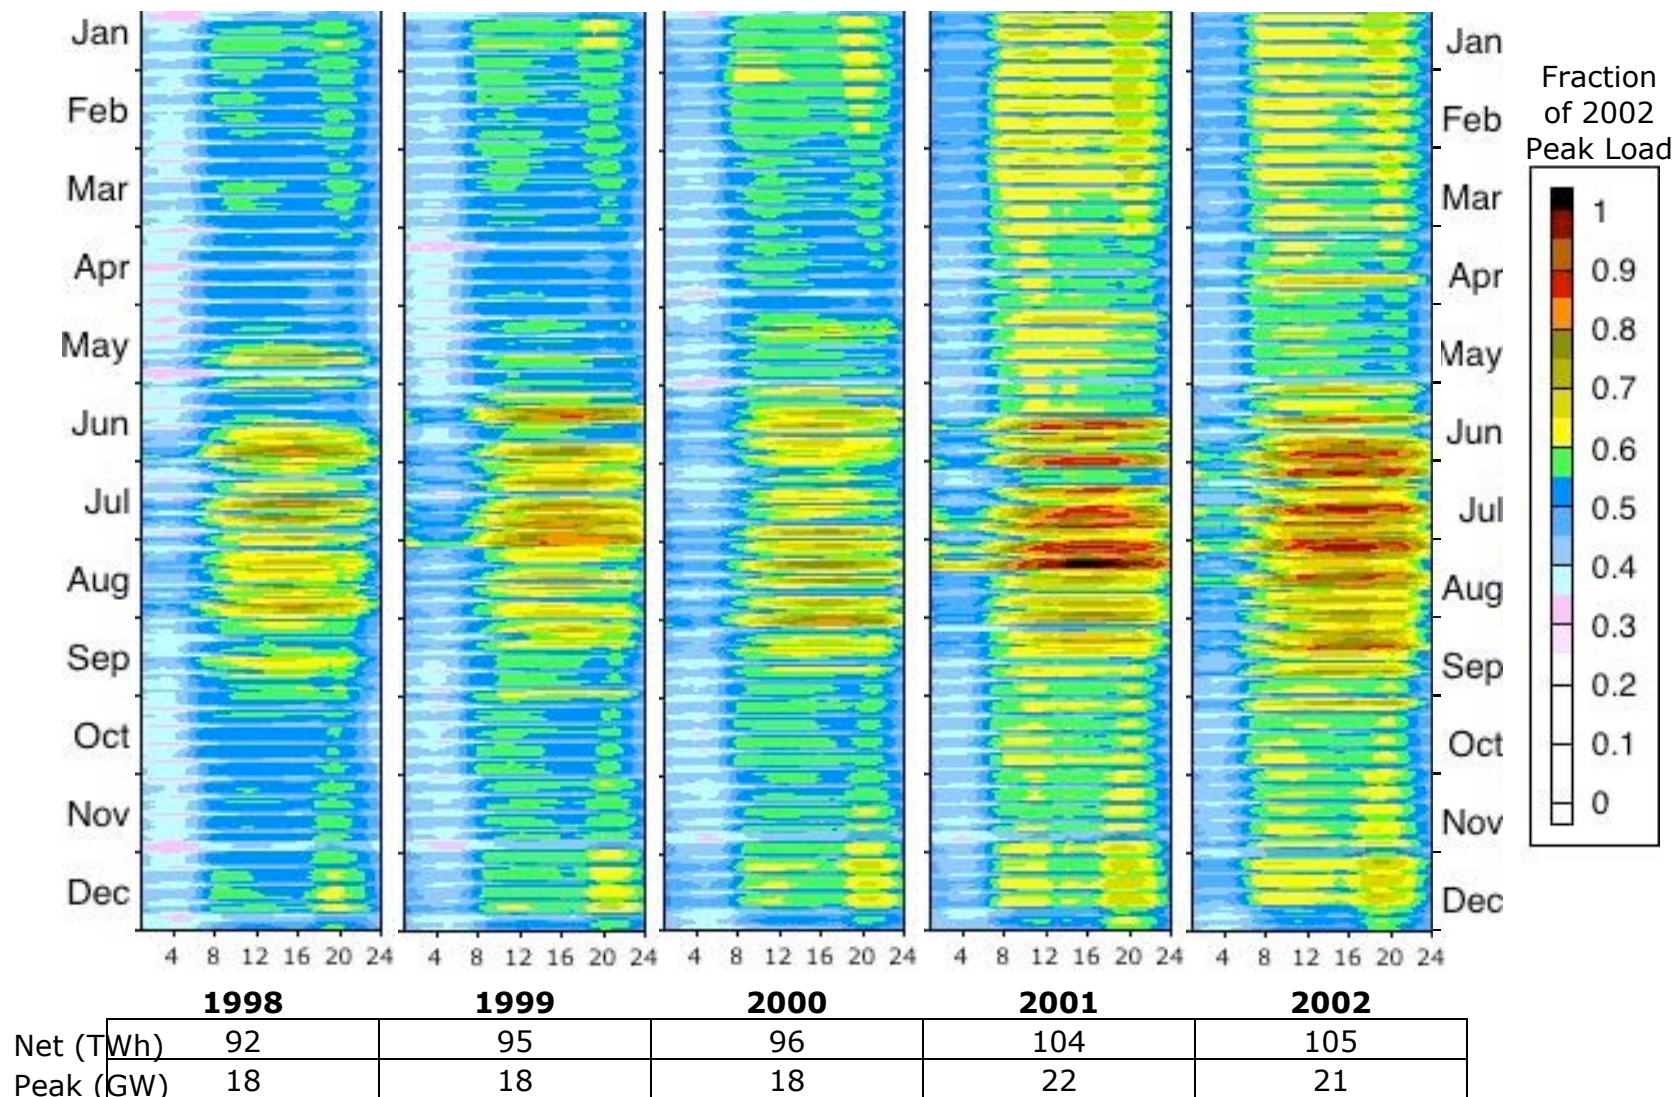 Jan
Feb
Mar
Apr
May
Jun
Jul
Aug
Sep
Oct
Nov
Dec
4 8 12 16 20 24
4 8 12 16 20 24
4 8 12 16 20 24
4 8 12 16 20 24
4 8 12 16 20 24
Jan
Feb
Mar
Apr
May
Jun
Jul
Aug
Sep
Oct
Nov
Dec
Fraction
of 2002
Peak Load
1
0.9
0.8
0.7
0.6
0.5
0.4
0.3
0.2
0.1
0
1998 1999 2000 2001 2002
Net (TWh) 92 95 96 104 105
Peak (GW) 18 18 18 22 21